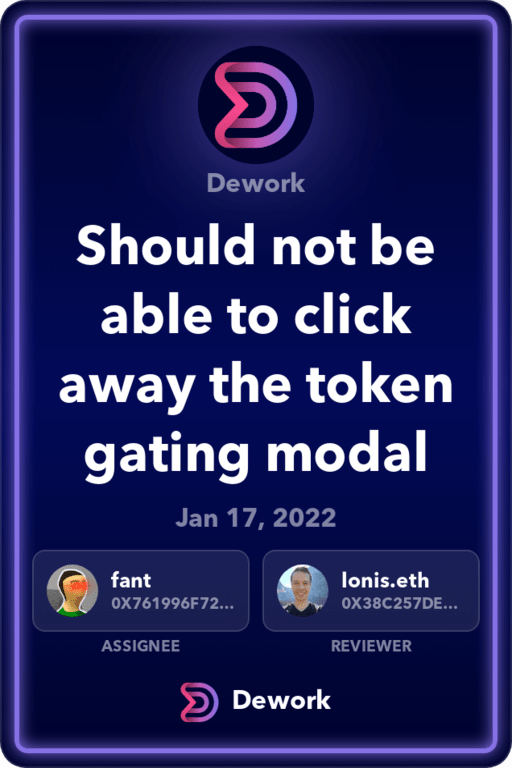 Dework
Should not be
able to click
away the token
gating modal
Jan 17, 2022
fant
0X761996F72...
ASSIGNEE
lonis.eth
0X38C257DE...
REVIEWER
Dework